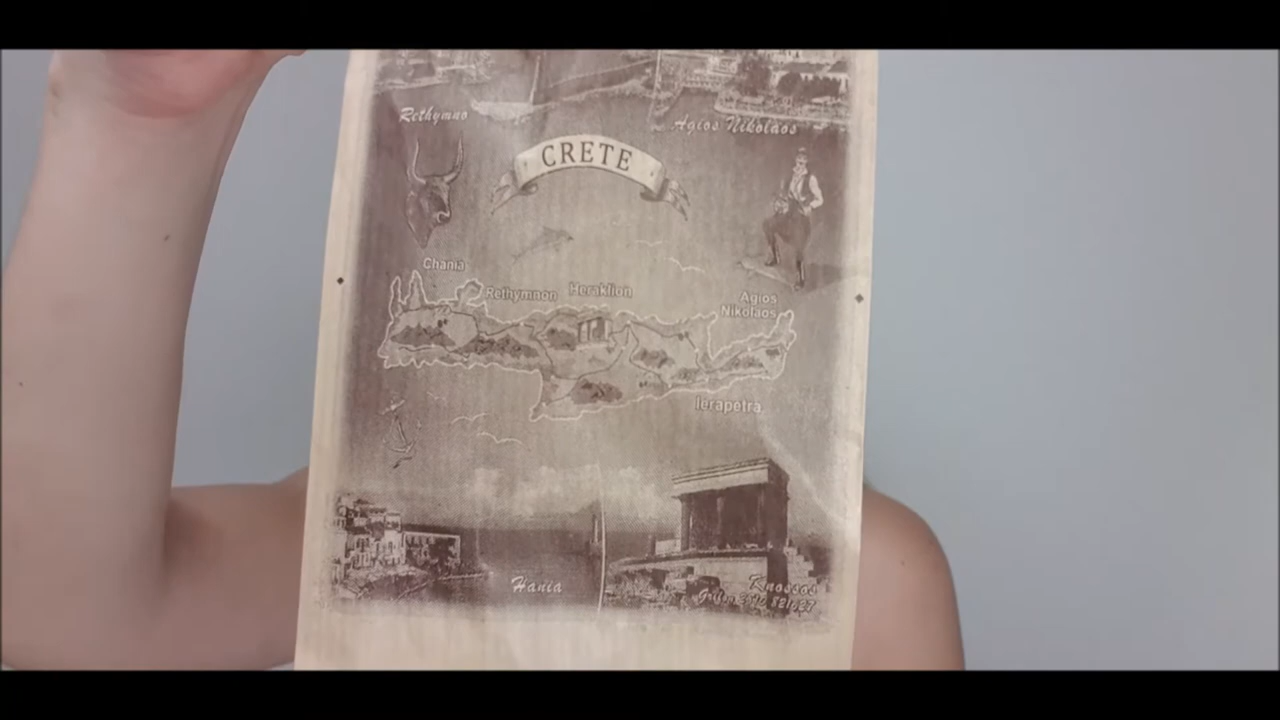 Rethymno
Agios Nikolaos
CRETE
Chania
Rethymnon
Heraklion
Agios
Nikolaos
Ierapetra
Hania
Knossos